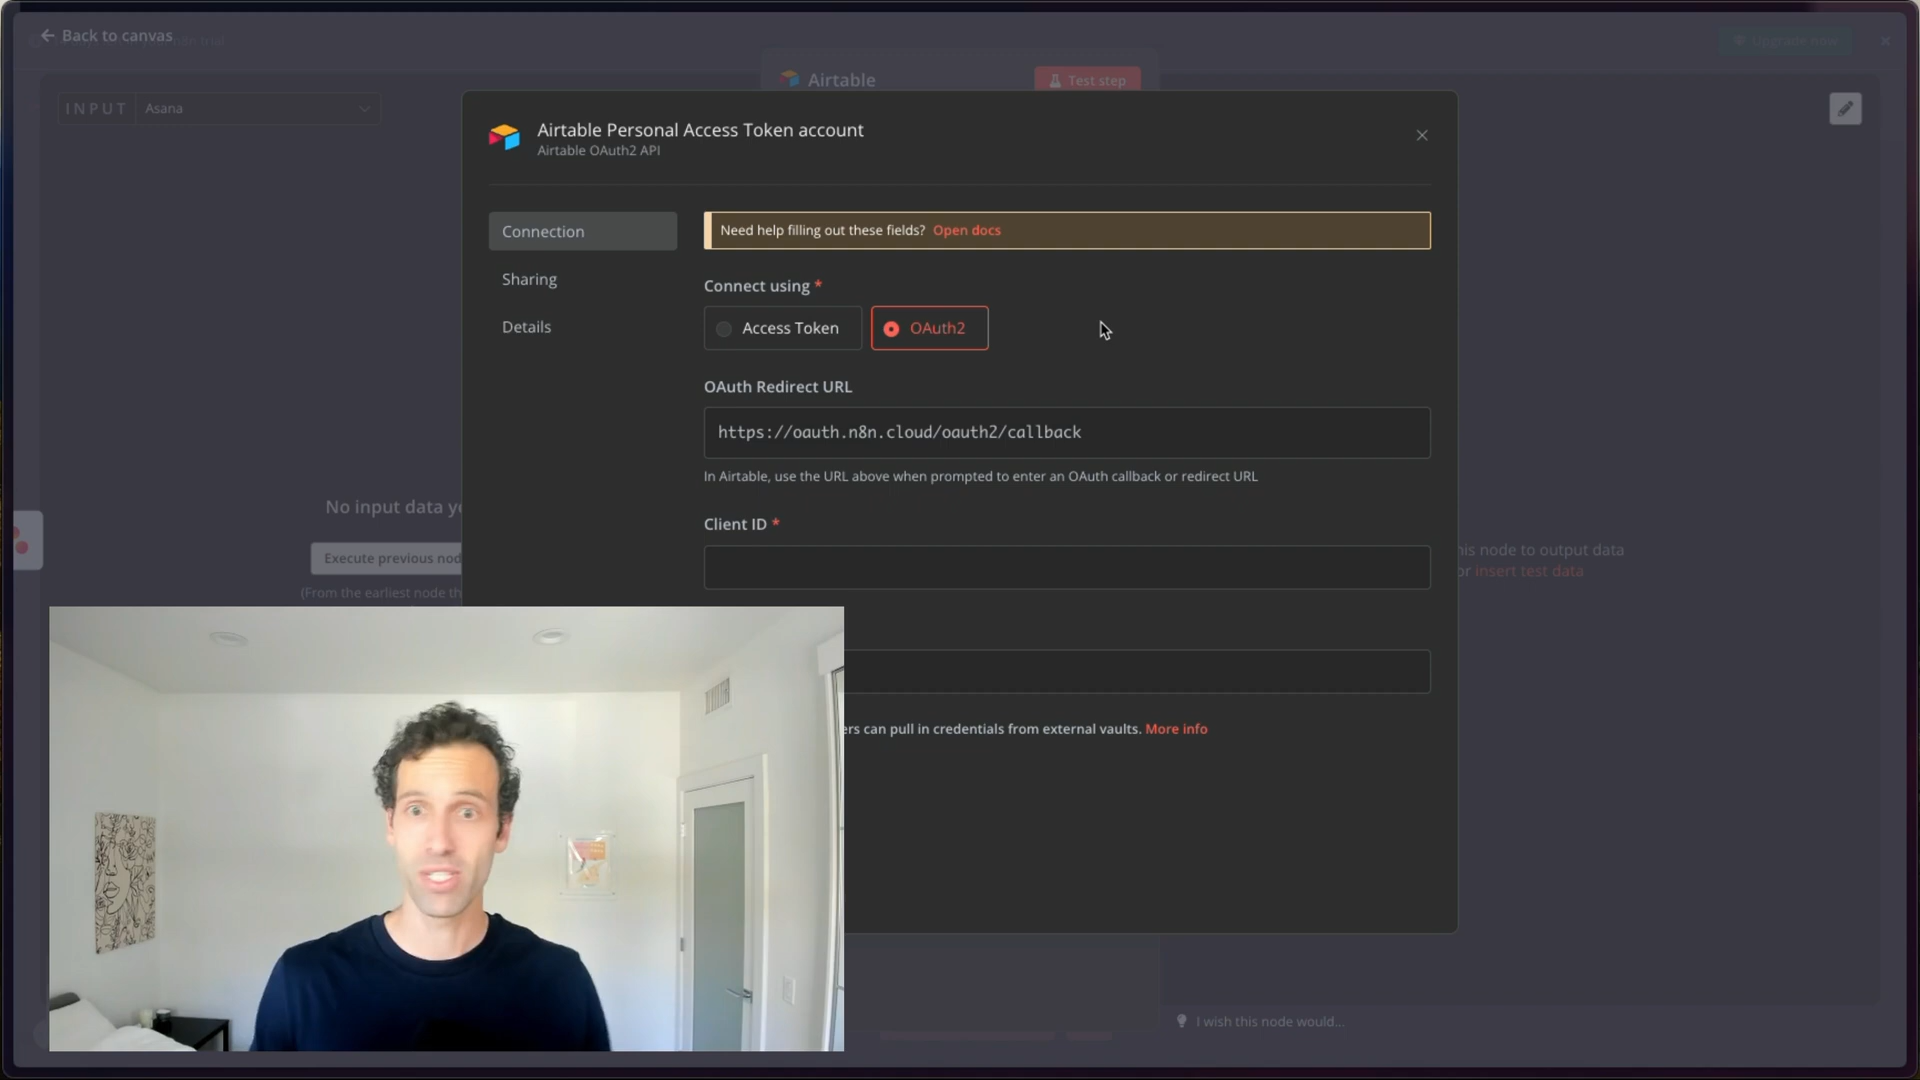 Back to canvas
Upgrade now
Airtable
Test step
INPUT Asana
Airtable Personal Access Token account
Airtable OAuth2 API
Connection
Need help filling out these fields? Open docs
Sharing
Connect using *
Details
Access Token
OAuth2
OAuth Redirect URL
https://oauth.n8n.cloud/oauth2/callback
In Airtable, use the URL above when prompted to enter an OAuth callback or redirect URL
No input data
Client ID *
Execute previous
(From the earliest node
this node to output data
or insert test data
can pull in credentials from external vaults. More info
I wish this node would...